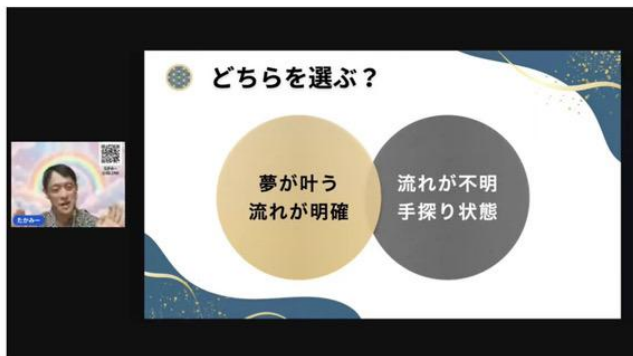 どちらを選ぶ？
夢が叶う
流れが明確
流れが不明
手探り状態
たかみー